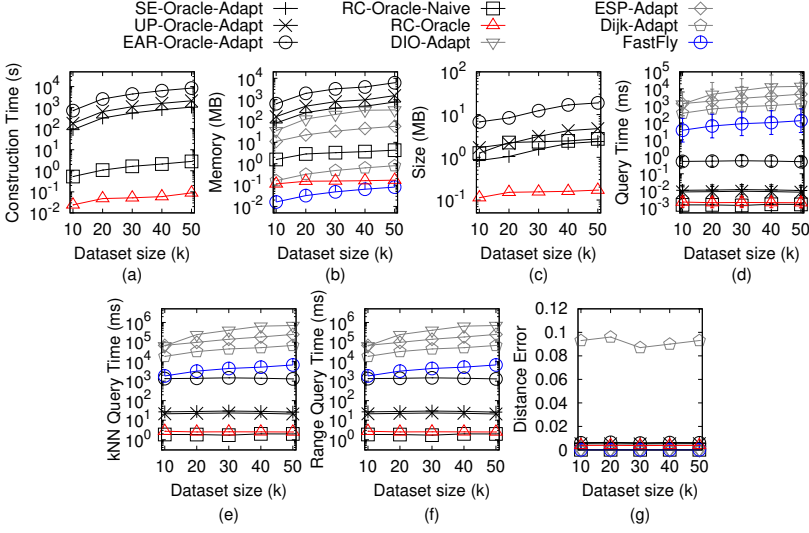 SE-Oracle-Adapt
UP-Oracle-Adapt
EAR-Oracle-Adapt
RC-Oracle-Naive
RC-Oracle
DIO-Adapt
ESP-Adapt
Dijk-Adapt
FastFly
Construction Time (s)
10^4
10^3
10^2
10^1
10^0
10^-1
10^-2
10 20 30 40 50
Dataset size (k)
(a)
Memory (MB)
10^4
10^3
10^2
10^1
10^0
10^-1
10^-2
10 20 30 40 50
Dataset size (k)
(b)
Size (MB)
10^2
10^1
10^0
10^-1
10 20 30 40 50
Dataset size (k)
(c)
Query Time (ms)
10^5
10^4
10^3
10^2
10^1
10^0
10^-1
10^-2
10^-3
10 20 30 40 50
Dataset size (k)
(d)
kNN Query Time (ms)
10^6
10^5
10^4
10^3
10^2
10^1
10^0
10 20 30 40 50
Dataset size (k)
(e)
Range Query Time (ms)
10^6
10^5
10^4
10^3
10^2
10^1
10^0
10 20 30 40 50
Dataset size (k)
(f)
Distance Error
0.12
0.1
0.08
0.06
0.04
0.02
0
10 20 30 40 50
Dataset size (k)
(g)